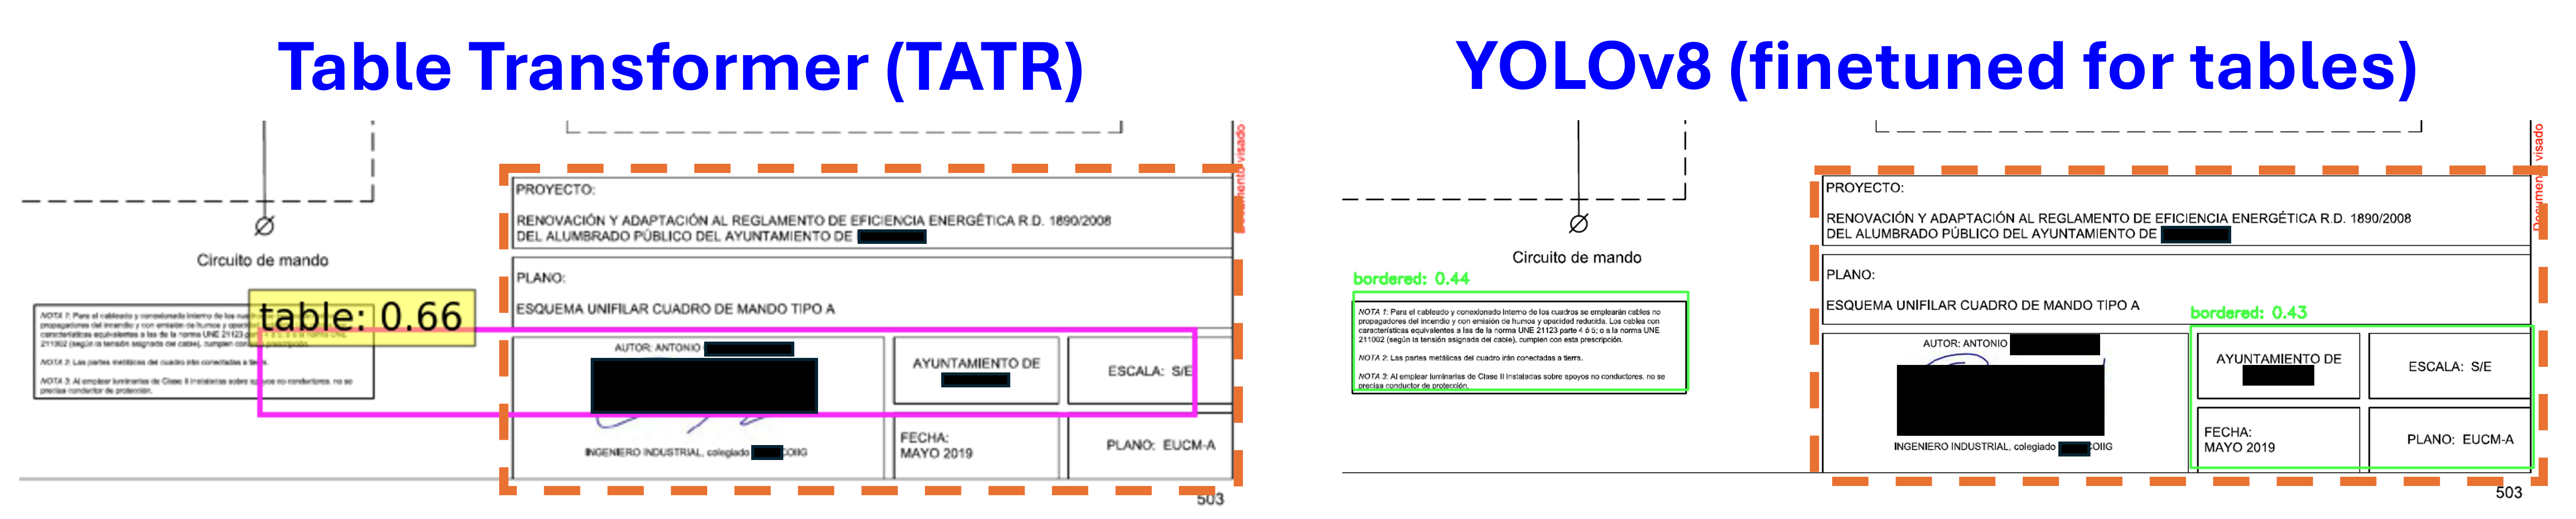 Table Transformer (TATR)
Documento visado
PROYECTO:
RENOVACIÓN Y ADAPTACIÓN AL REGLAMENTO DE EFICIENCIA ENERGÉTICA R.D. 1890/2008
DEL ALUMBRADO PÚBLICO DEL AYUNTAMIENTO DE
Circuito de mando
PLANO:
ESQUEMA UNIFILAR CUADRO DE MANDO TIPO A
table: 0.66
NOTA 1: Para el cableado y conexionado interno de los
propagadores del incendio y con emisión de humos y
características equivalentes a las de la norma UNE 21123
211002 (según la tensión asignada del cable), cumplen con prescripción.
NOTA 2: Las partes metálicas del cuadro irán conectadas a tierra.
NOTA 3: Al emplear luminarias de Clase II instaladas sobre apoyos no conductores, no se
precisa conductor de protección.
AUTOR: ANTONIO
INGENIERO INDUSTRIAL, colegiado COIIG
AYUNTAMIENTO DE
ESCALA: S/E
FECHA:
MAYO 2019
PLANO: EUCM-A
503
YOLOv8 (finetuned for tables)
visado
PROYECTO:
RENOVACIÓN Y ADAPTACIÓN AL REGLAMENTO DE EFICIENCIA ENERGÉTICA R.D. 1890/2008
DEL ALUMBRADO PÚBLICO DEL AYUNTAMIENTO DE
Circuito de mando
PLANO:
ESQUEMA UNIFILAR CUADRO DE MANDO TIPO A
bordered: 0.44
NOTA 1: Para el cableado y conexionado interno de los cuadros se emplearán cables no
propagadores del incendio y con emisión de humos y opacidad reducida. Los cables con
características equivalentes a las de la norma UNE 21123 parte 4 ó 5; o a la norma UNE
211002 (según la tensión asignada del cable), cumplen con esta prescripción.
NOTA 2: Las partes metálicas del cuadro irán conectadas a tierra.
NOTA 3: Al emplear luminarias de Clase II instaladas sobre apoyos no conductores, no se
precisa conductor de protección.
bordered: 0.43
AUTOR: ANTONIO
INGENIERO INDUSTRIAL, colegiado COIIG
AYUNTAMIENTO DE
ESCALA: S/E
FECHA:
MAYO 2019
PLANO: EUCM-A
503